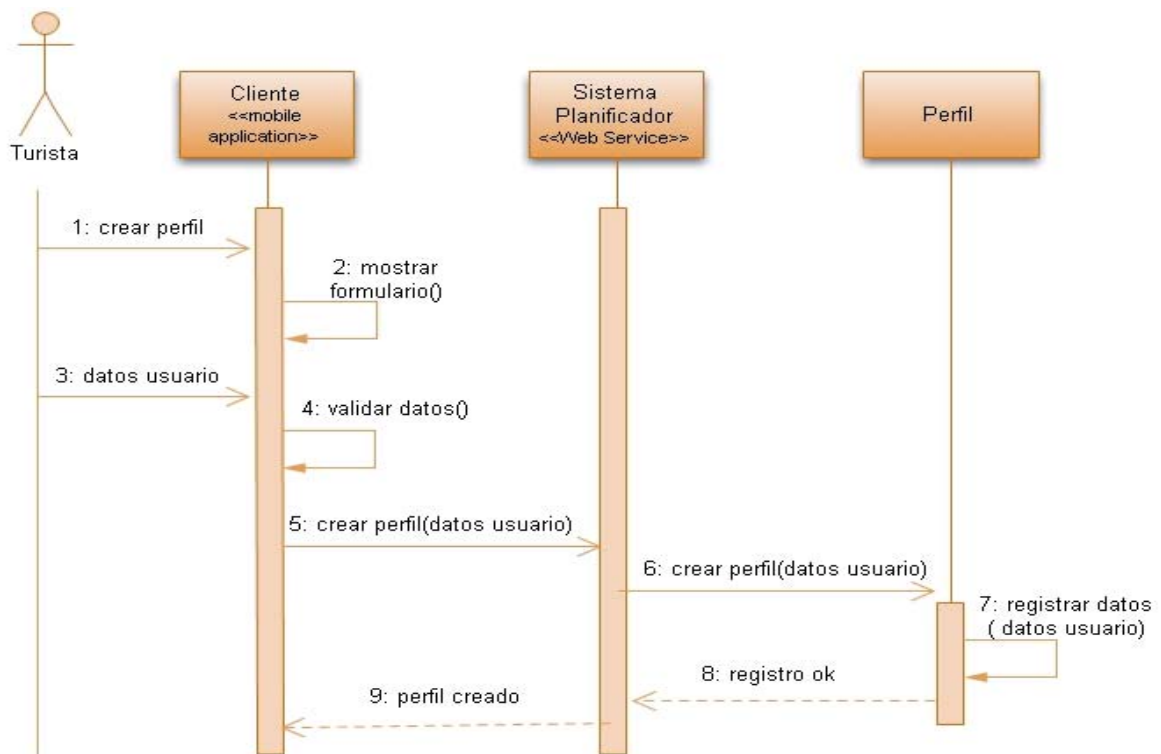 Turista
Cliente
<<mobile
application>>
Sistema
Planificador
<<Web Service>>
Perfil
1: crear perfil
2: mostrar
formulario()
3: datos usuario
4: validar datos()
5: crear perfil(datos usuario)
6: crear perfil(datos usuario)
7: registrar datos
( datos usuario)
8: registro ok
9: perfil creado